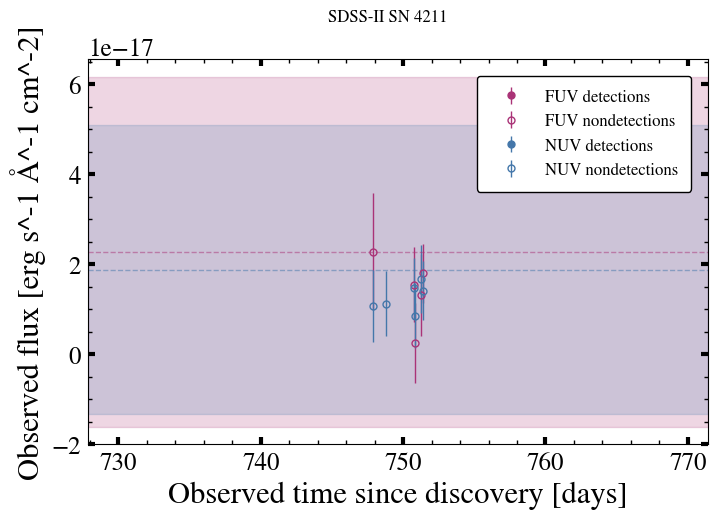 SDSS-II SN 4211
1e−17
6
4
2
0
−2
FUV detections
FUV nondetections
NUV detections
NUV nondetections
730 740 750 760 770
Observed time since discovery [days]
Observed flux [erg s^-1 Å^-1 cm^-2]